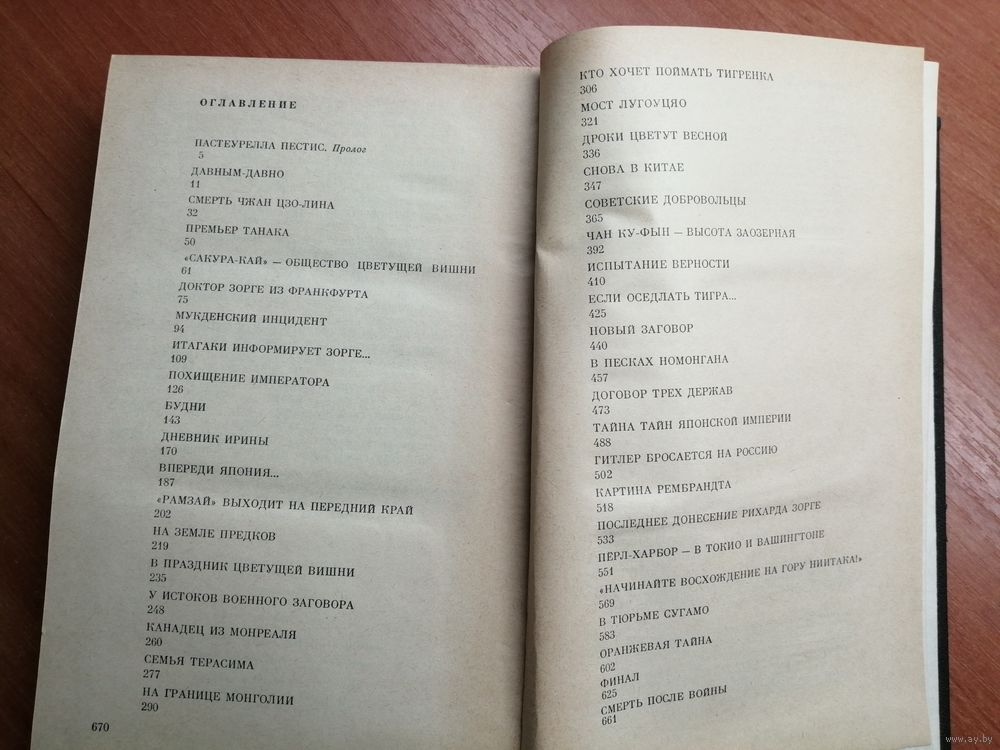 ОГЛАВЛЕНИЕ
ПАСТЕУРЕЛЛА ПЕСТИС. Пролог
5
ДАВНЫМ-ДАВНО
11
СМЕРТЬ ЧЖАН ЦЗО-ЛИНА
32
ПРЕМЬЕР ТАНАКА
50
«САКУРА-КАЙ» — ОБЩЕСТВО ЦВЕТУЩЕЙ ВИШНИ
61
ДОКТОР ЗОРГЕ ИЗ ФРАНКФУРТА
75
МУКДЕНСКИЙ ИНЦИДЕНТ
94
ИТАГАКИ ИНФОРМИРУЕТ ЗОРГЕ...
109
ПОХИЩЕНИЕ ИМПЕРАТОРА
126
БУДНИ
143
ДНЕВНИК ИРИНЫ
170
ВПЕРЕДИ ЯПОНИЯ...
187
«РАМЗАЙ» ВЫХОДИТ НА ПЕРЕДНИЙ КРАЙ
202
НА ЗЕМЛЕ ПРЕДКОВ
219
В ПРАЗДНИК ЦВЕТУЩЕЙ ВИШНИ
235
У ИСТОКОВ ВОЕННОГО ЗАГОВОРА
248
КАНАДЕЦ ИЗ МОНРЕАЛЯ
260
СЕМЬЯ ТЕРАСИМА
277
НА ГРАНИЦЕ МОНГОЛИИ
290
670
КТО ХОЧЕТ ПОЙМАТЬ ТИГРЕНКА
306
МОСТ ЛУГОУЦЯО
321
ДРОКИ ЦВЕТУТ ВЕСНОЙ
336
СНОВА В КИТАЕ
347
СОВЕТСКИЕ ДОБРОВОЛЬЦЫ
365
ЧАН КУ-ФЫН — ВЫСОТА ЗАОЗЕРНАЯ
392
ИСПЫТАНИЕ ВЕРНОСТИ
410
ЕСЛИ ОСЕДЛАТЬ ТИГРА...
425
НОВЫЙ ЗАГОВОР
440
В ПЕСКАХ НОМОНГАНА
457
ДОГОВОР ТРЕХ ДЕРЖАВ
473
ТАЙНА ТАЙН ЯПОНСКОЙ ИМПЕРИИ
488
ГИТЛЕР БРОСАЕТСЯ НА РОССИЮ
502
КАРТИНА РЕМБРАНДТА
518
ПОСЛЕДНЕЕ ДОНЕСЕНИЕ РИХАРДА ЗОРГЕ
533
ПЁРЛ-ХАРБОР — В ТОКИО И ВАШИНГТОНЕ
551
«НАЧИНАЙТЕ ВОСХОЖДЕНИЕ НА ГОРУ НИИТАКА!»
569
В ТЮРЬМЕ СУГАМО
583
ОРАНЖЕВАЯ ТАЙНА
602
ФИНАЛ
625
СМЕРТЬ ПОСЛЕ ВОЙНЫ
661
www.ay.by